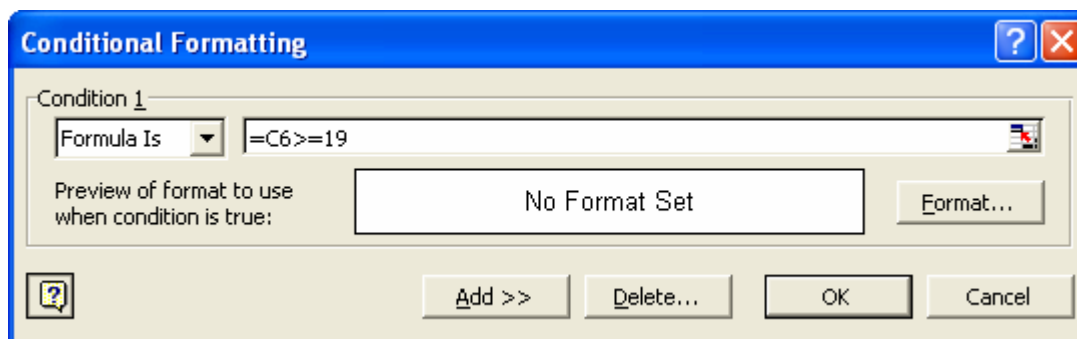 Conditional Formatting
Condition 1
Formula Is
=C6>=19
Preview of format to use
when condition is true:
No Format Set
Format...
Add >>
Delete...
OK
Cancel